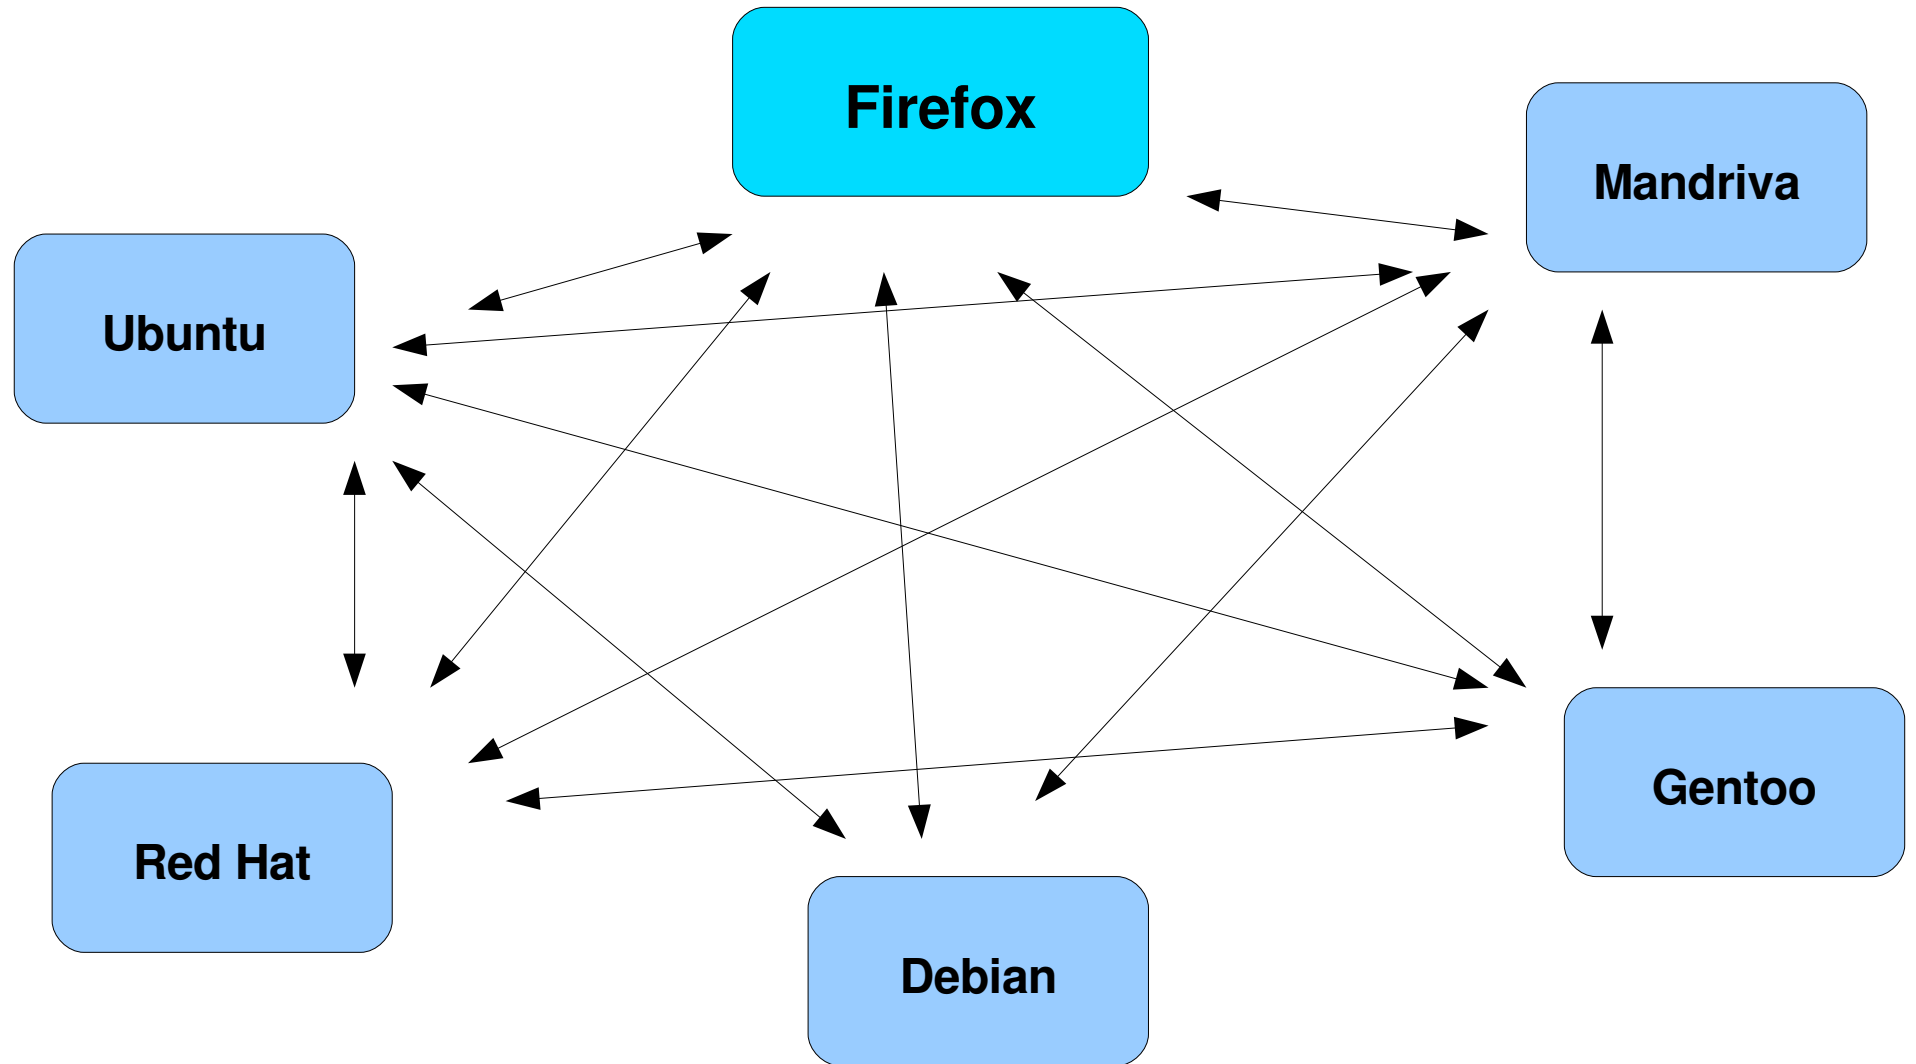 Firefox
Mandriva
Ubuntu
Gentoo
Red Hat
Debian